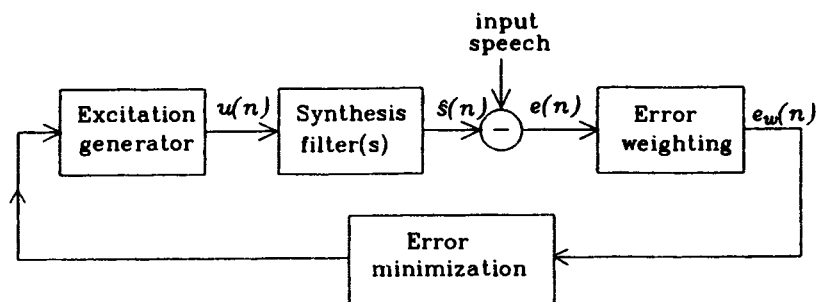 input
speech
Excitation
generator
u(n)
Synthesis
filter(s)
ŝ(n)
−
e(n)
Error
weighting
e_w(n)
Error
minimization